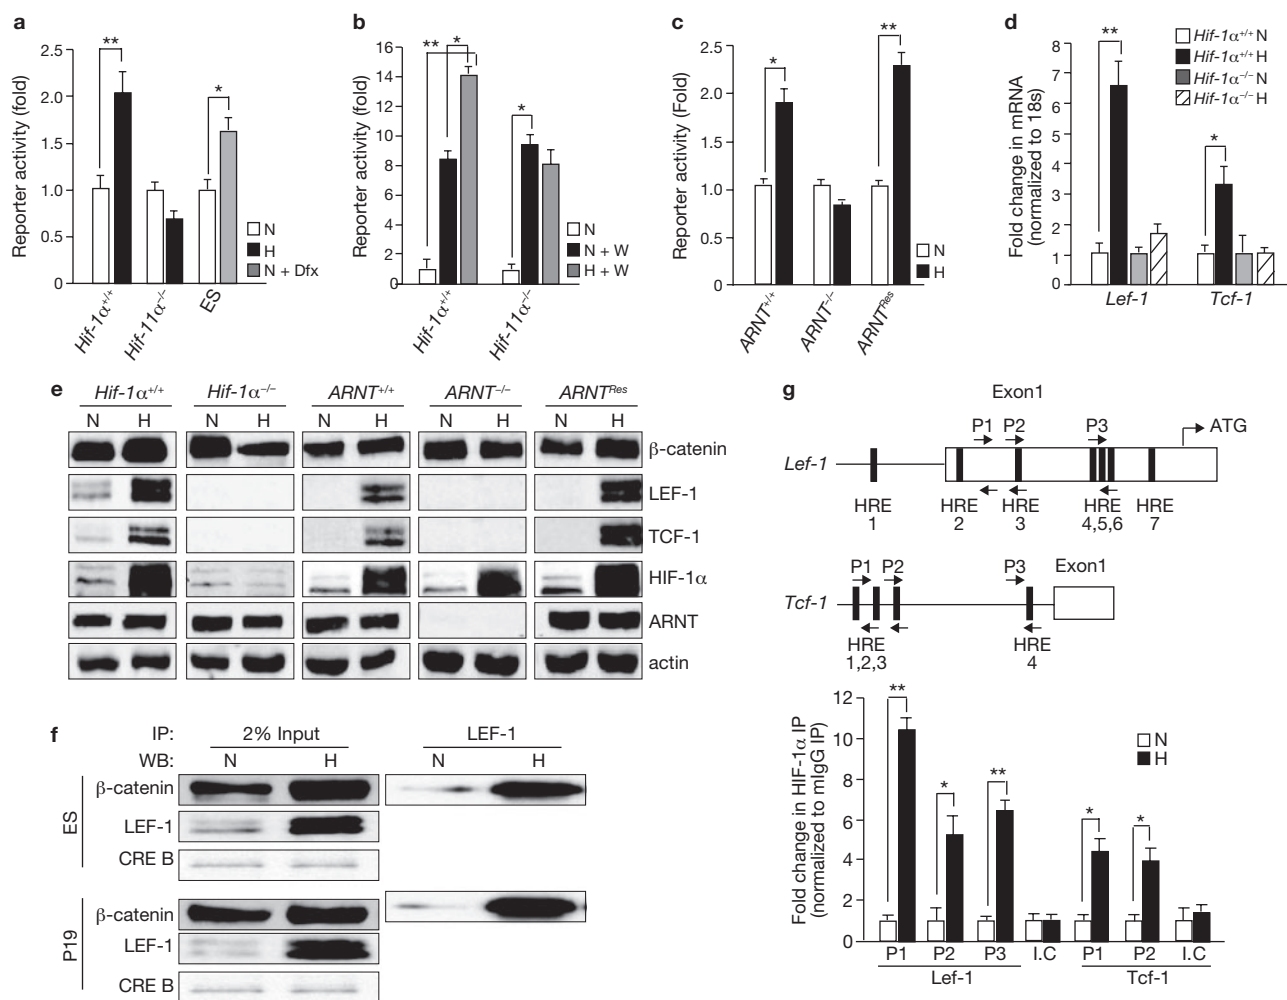 a
Reporter activity (fold)
2.5
2.0
1.5
1.0
0.5
0
**
*
N
H
N + Dfx
Hif-1α+/+
Hif-11α−/−
ES
b
Reporter activity (fold)
16
14
12
10
8
6
4
2
0
**
*
*
N
N + W
H + W
Hif-1α+/+
Hif-11α−/−
c
Reporter activity (Fold)
2.5
2.0
1.5
1.0
0.5
0
*
**
N
H
ARNT+/+
ARNT−/−
ARNTRes
d
Fold change in mRNA
(normalized to 18s)
8
7
6
5
4
3
2
1
0
**
*
Hif-1α+/+ N
Hif-1α+/+ H
Hif-1α−/− N
Hif-1α−/− H
Lef-1 Tcf-1
e
Hif-1α+/+ Hif-1α−/− ARNT+/+ ARNT−/− ARNTRes
N H N H N H N H N H
β-catenin
LEF-1
TCF-1
HIF-1α
ARNT
actin
f
IP: 2% Input LEF-1
WB: N H N H
ES
β-catenin
LEF-1
CRE B
P19
β-catenin
LEF-1
CRE B
g
Exon1
P1 P2 P3 ATG
Lef-1
HRE HRE HRE HRE HRE
1 2 3 4,5,6 7
P1 P2 P3 Exon1
Tcf-1
HRE HRE
1,2,3 4
Fold change in HIF-1α IP
(normalized to mIgG IP)
12
10
8
6
4
2
0
**
*
**
*
*
N
H
P1 P2 P3 I.C P1 P2 I.C
Lef-1 Tcf-1